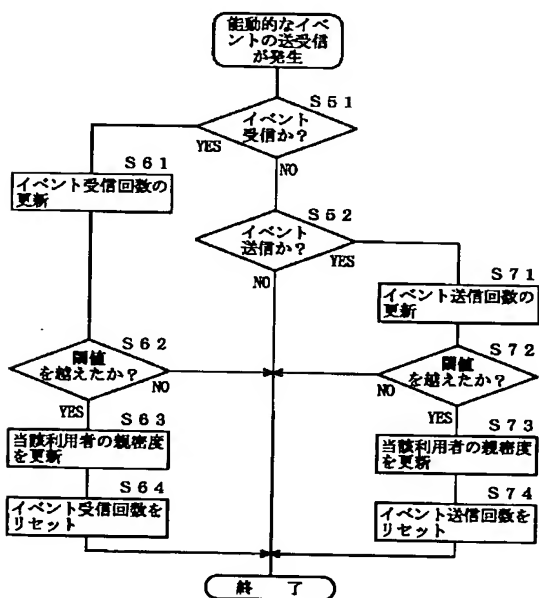 能動的なイベ
ントの送受信
が発生
S51
イベント
受信か?
YES
NO
S61
イベント受信回数の
更新
S52
イベント
送信か?
NO
YES
S71
イベント送信回数の
更新
S62
閾値
を越えたか?
NO
YES
S72
閾値
を越えたか?
NO
YES
S63
当該利用者の親密度
を更新
S73
当該利用者の親密度
を更新
S64
イベント受信回数を
リセット
S74
イベント送信回数を
リセット
終 了